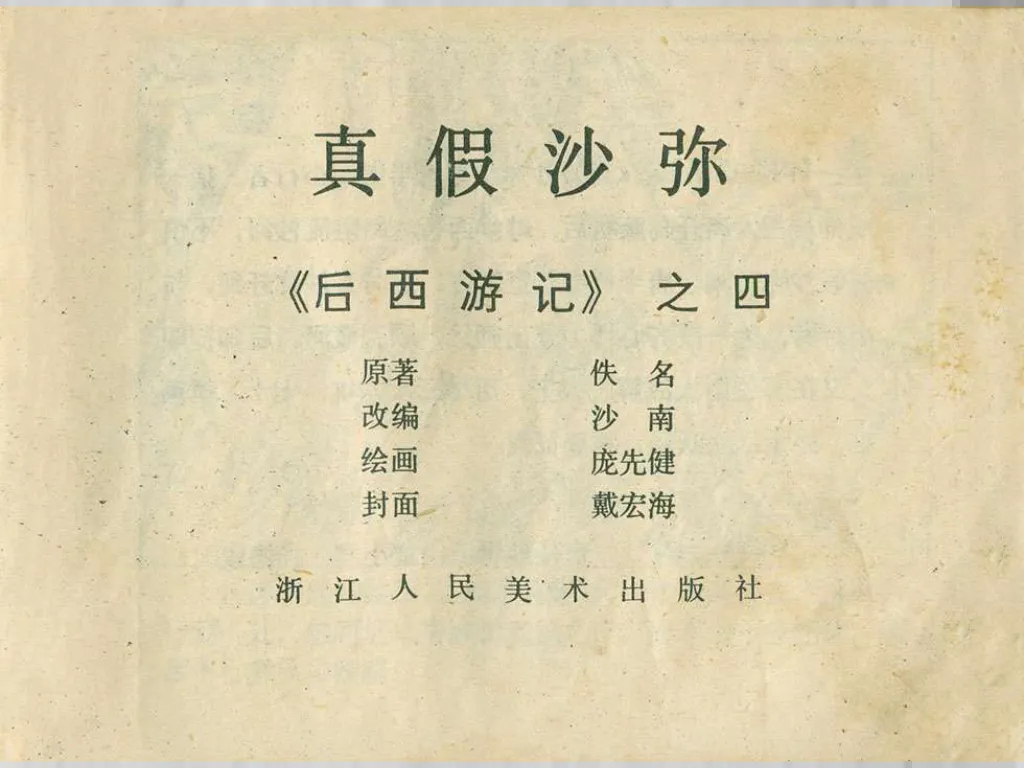 真假沙弥
《后西游记》之四
原著 佚名
改编 沙南
绘画 庞先健
封面 戴宏海
浙江人民美术出版社